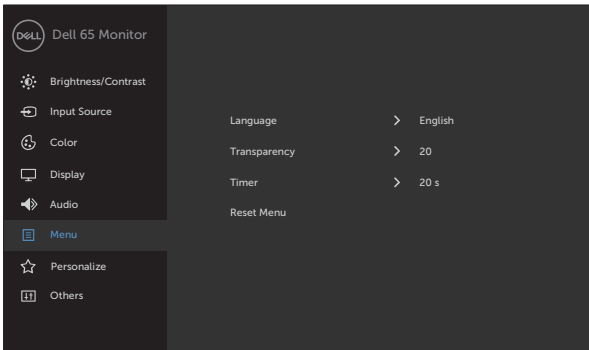 DELL
Dell 65 Monitor
Brightness/Contrast
Input Source
Color
Display
Audio
Menu
Personalize
Others
Language > English
Transparency > 20
Timer > 20 s
Reset Menu